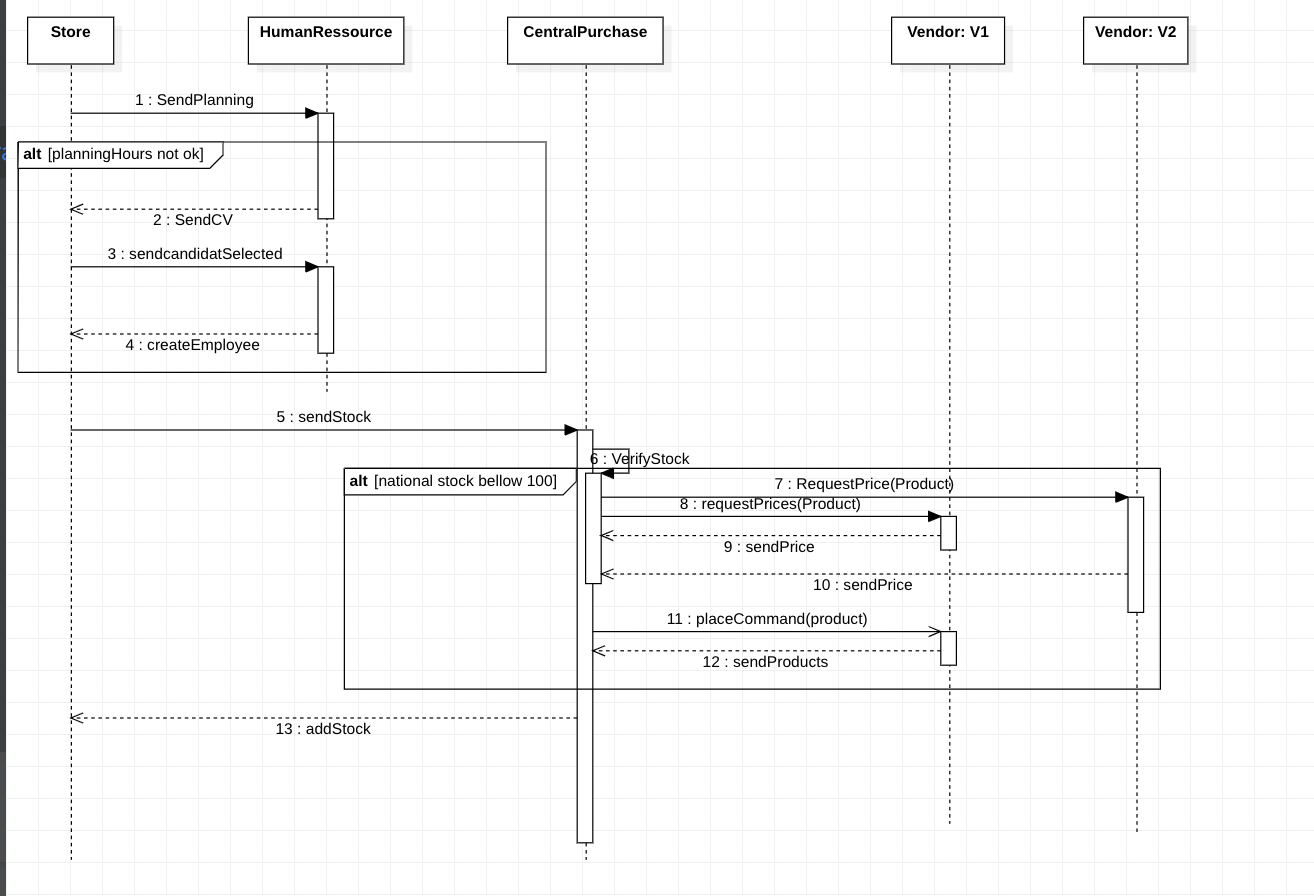 Store
HumanRessource
CentralPurchase
Vendor: V1
Vendor: V2
1 : SendPlanning
alt [planningHours not ok]
2 : SendCV
3 : sendcandidatSelected
4 : createEmployee
5 : sendStock
6 : VerifyStock
alt [national stock bellow 100]
7 : RequestPrice(Product)
8 : requestPrices(Product)
9 : sendPrice
10 : sendPrice
11 : placeCommand(product)
12 : sendProducts
13 : addStock